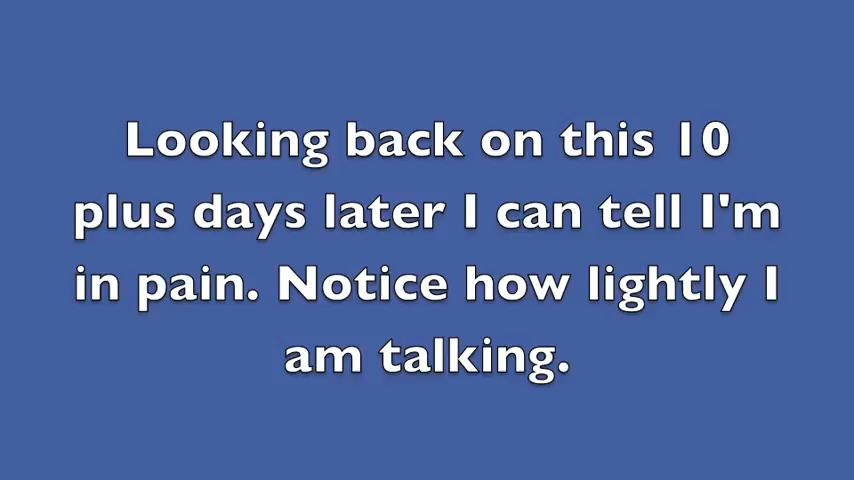 Looking back on this 10
plus days later I can tell I'm
in pain. Notice how lightly I
am talking.